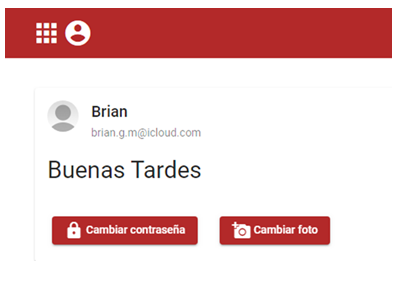 Brian
brian.g.m@icloud.com
Buenas Tardes
Cambiar contraseña
Cambiar foto